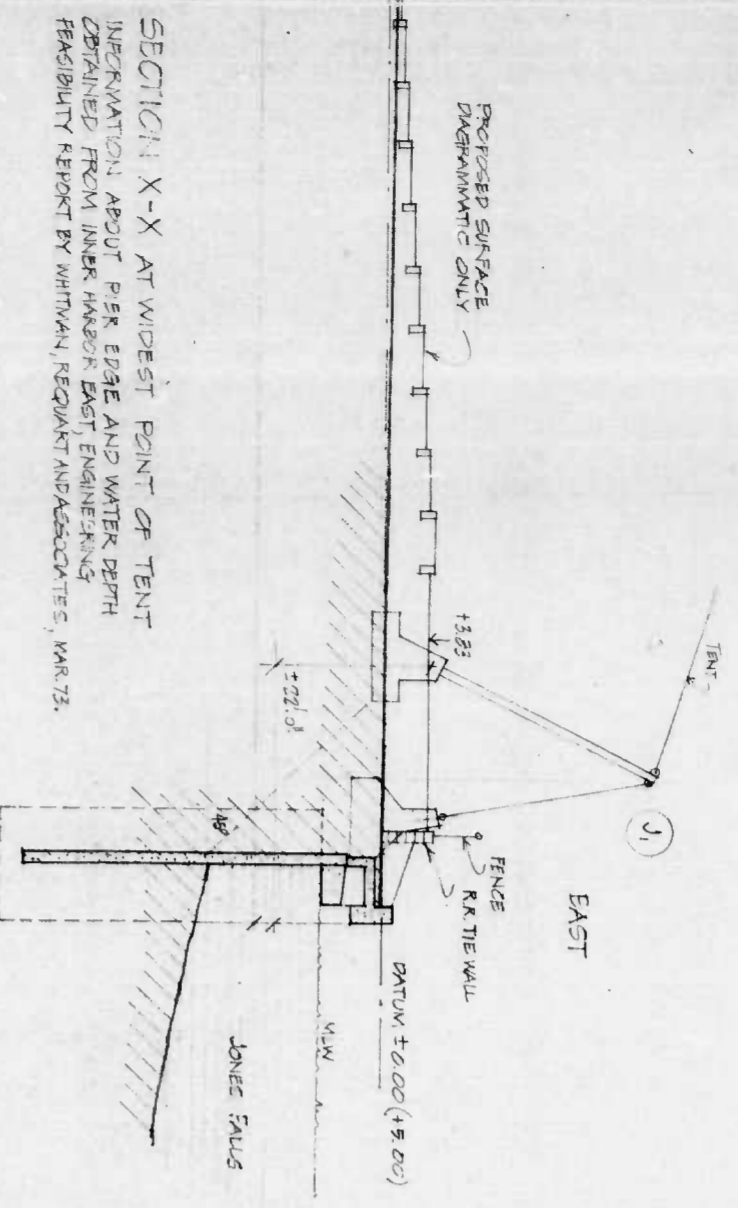 PROPOSED SURFACE
DIAGRAMMATIC ONLY
TENT
J1
EAST
+3.83
FENCE
R.R. TIE WALL
±22'.0"
DATUM ±0.00 (+5.00)
MLW
JONES FALLS
SECTION X-X AT WIDEST POINT OF TENT
INFORMATION ABOUT PIER EDGE AND WATER DEPTH
OBTAINED FROM INNER HARBOR EAST, ENGINEERING
FEASIBILITY REPORT BY WHITMAN, REQUART AND ASSOCIATES, MAR. 73.